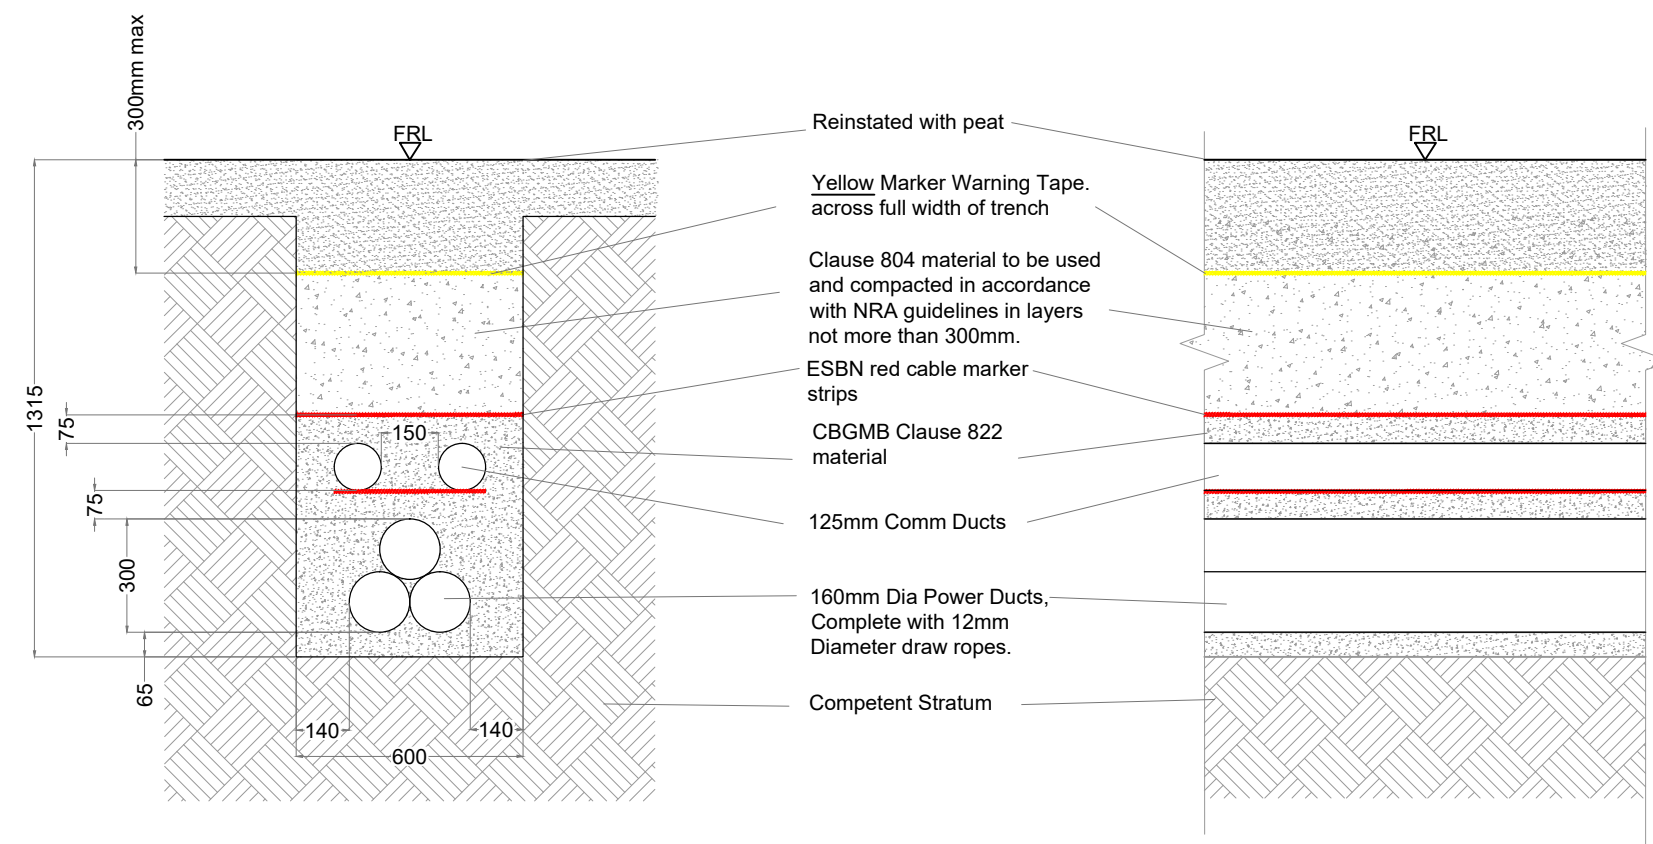 300mm max
FRL
1315
75
150
75
300
65
140
140
600
Reinstated with peat
Yellow Marker Warning Tape.
across full width of trench
Clause 804 material to be used
and compacted in accordance
with NRA guidelines in layers
not more than 300mm.
ESBN red cable marker
strips
CBGMB Clause 822
material
125mm Comm Ducts
160mm Dia Power Ducts,
Complete with 12mm
Diameter draw ropes.
Competent Stratum
FRL